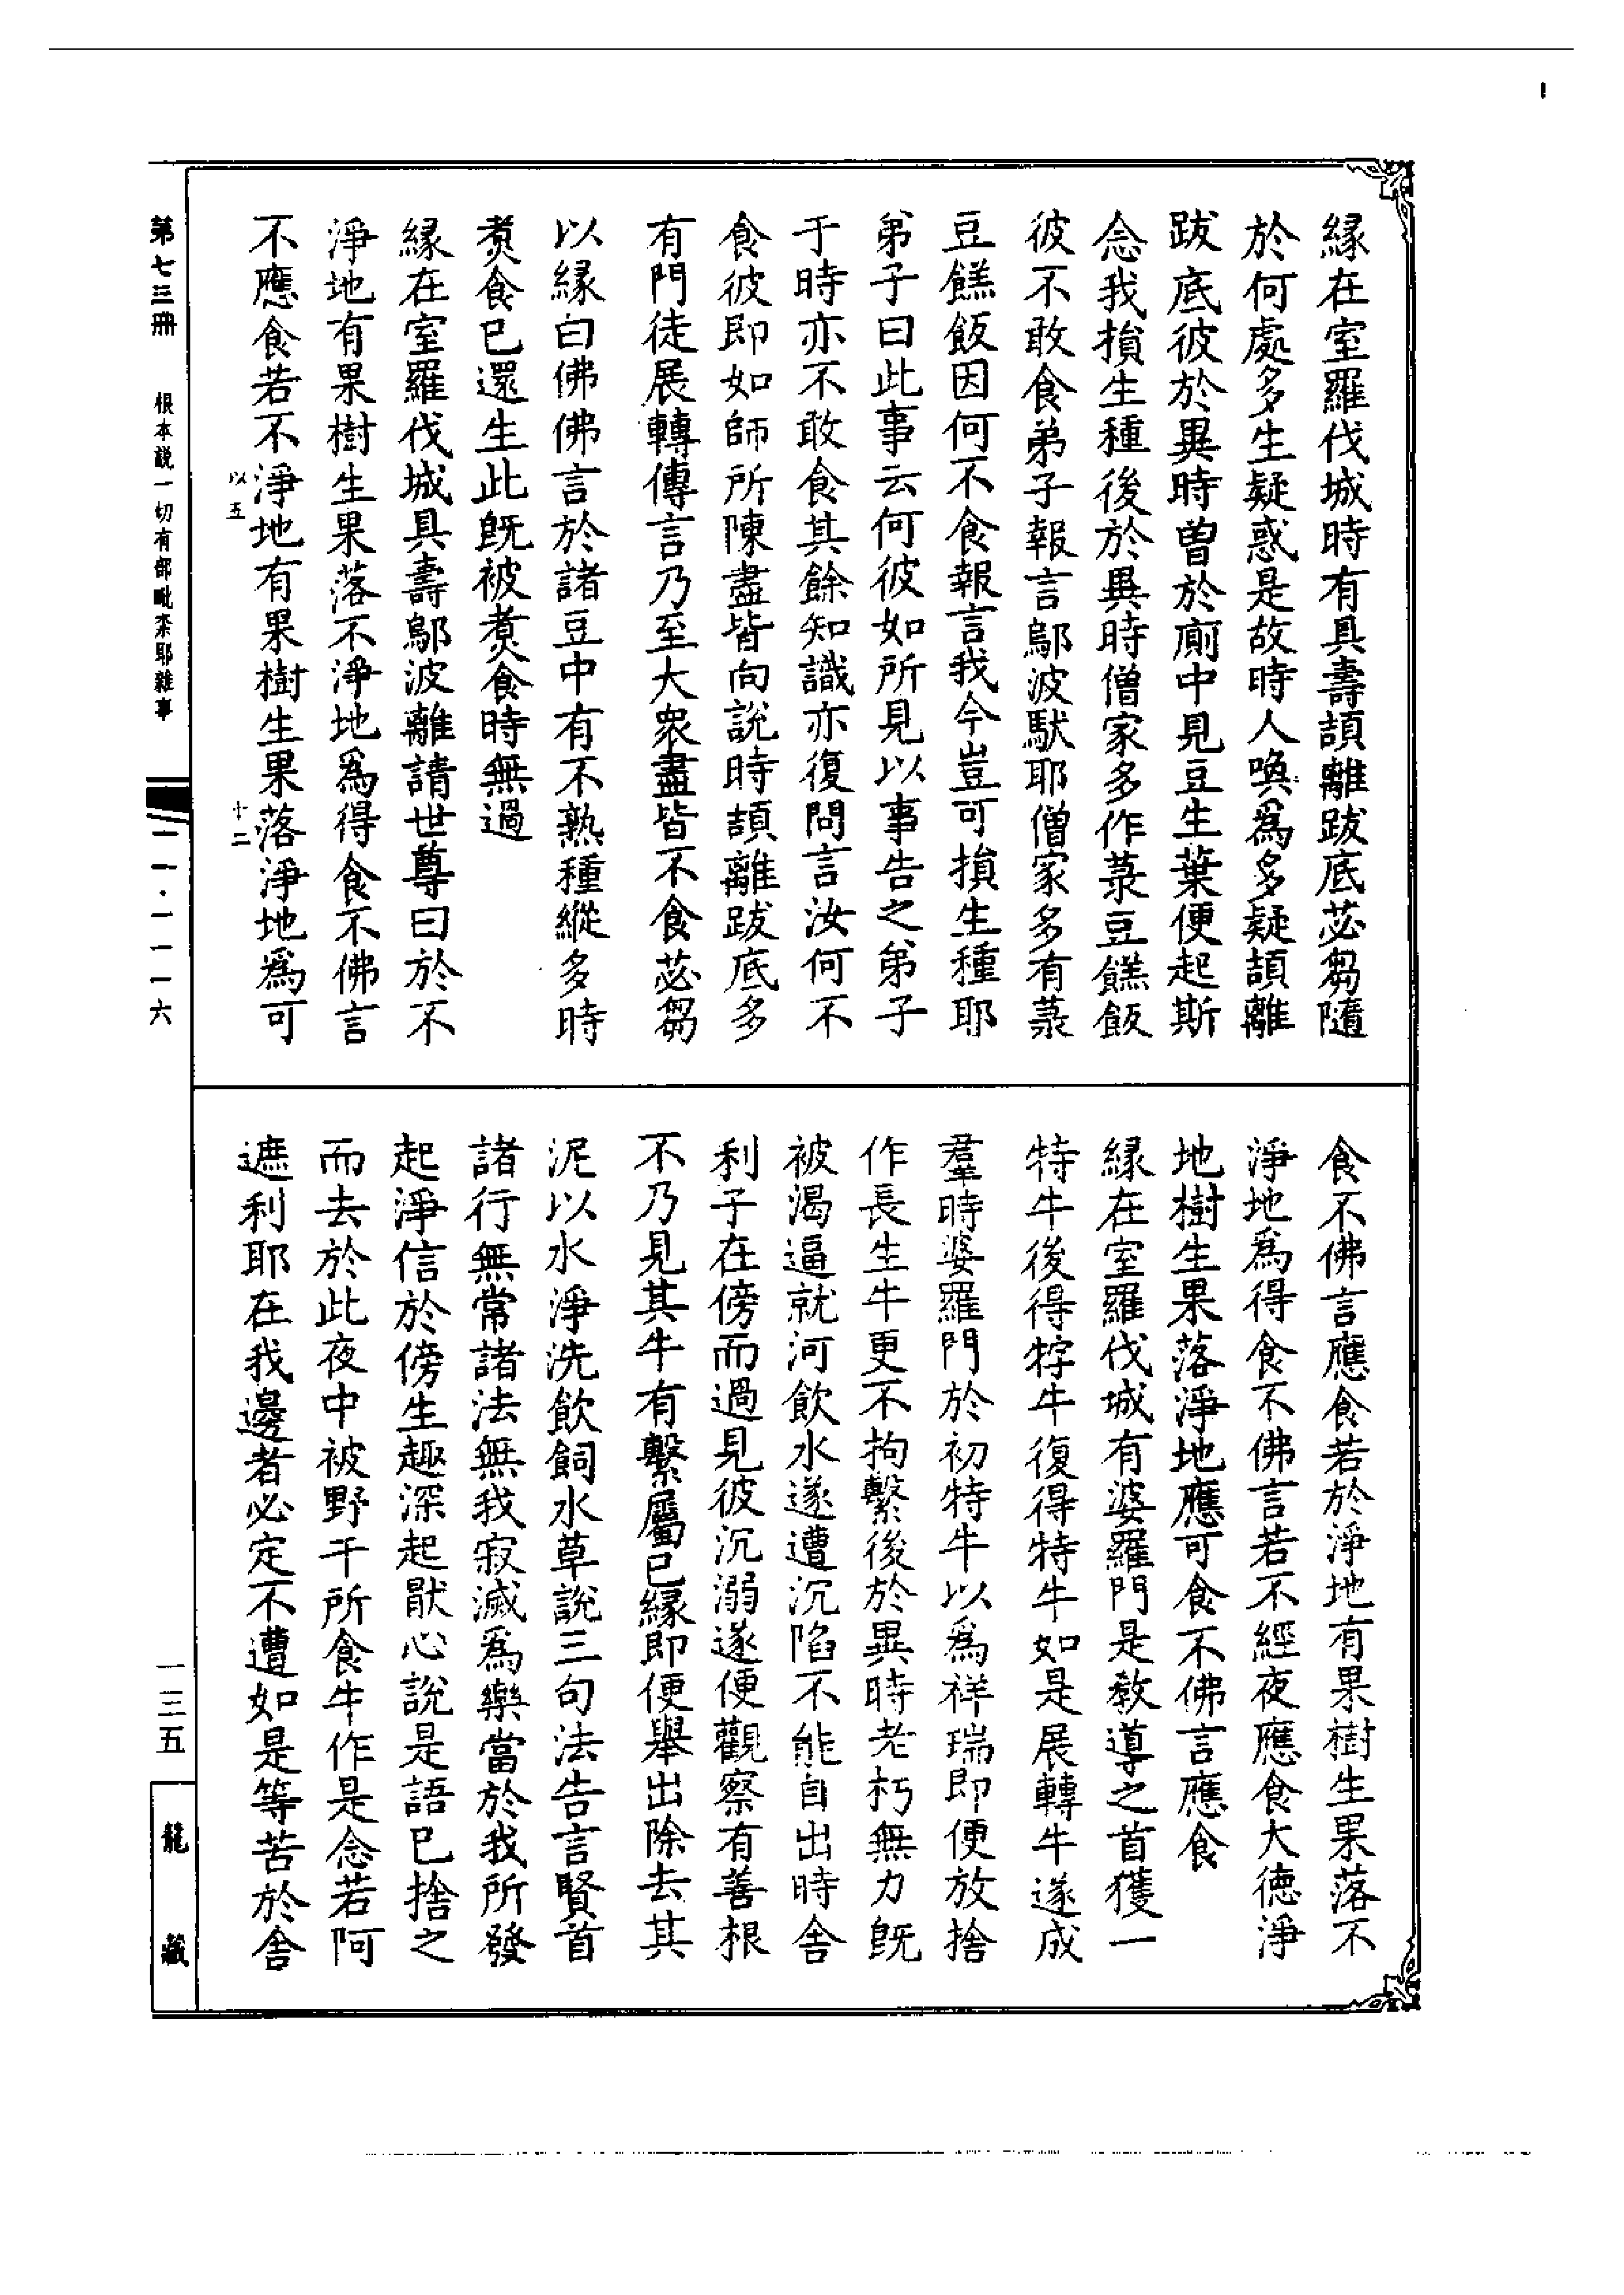 緣在室羅伐城時有具壽頡離跋底苾芻隨
於何處多生疑惑是故時人喚爲多疑頡離
跋底彼於異時曾於廁中見豆生葉便起斯
念我損生種後於異時僧家多作菉豆饙飯
彼不敢食弟子報言鄔波馱耶僧家多有菉
豆饙飯因何不食報言我今豈可損生種耶
弟子曰此事云何彼如所見以事告之弟子
于時亦不敢食其餘知識亦復問言汝何不
食彼即如師所陳盡皆向說時頡離跋底多
有門徒展轉傳言乃至大衆盡皆不食苾芻
以緣白佛佛言於諸豆中有不熟種縱多時
煑食已還生此旣被煑食時無過
緣在室羅伐城具壽鄔波離請世尊曰於不
淨地有果樹生果落不淨地爲得食不佛言
不應食若不淨地有果樹生果落淨地爲可
食不佛言應食若於淨地有果樹生果落不
淨地爲得食不佛言若不經夜應食大德淨
地樹生果落淨地應可食不佛言應食
緣在室羅伐城有婆羅門是教導之首獲一
特牛後得牸牛復得特牛如是展轉牛遂成
羣時婆羅門於初特牛以爲祥瑞即便放捨
作長生牛更不拘繫後於異時老朽無力旣
被渴逼就河飲水遂遭沉陷不能自出時舍
利子在傍而過見彼沉溺遂便觀察有善根
不乃見其牛有繫屬已緣即便舉出除去其
泥以水淨洗飲飼水草說三句法告言賢首
諸行無常諸法無我寂滅爲樂當於我所發
起淨信於傍生趣深起猒心說是語已捨之
而去於此夜中被野干所食牛作是念若阿
遮利耶在我邊者必定不遭如是等苦於舍
第七三冊
根本說一切有部毗柰耶雜事
以五
十二
一一·一一一六
一三五
龍藏